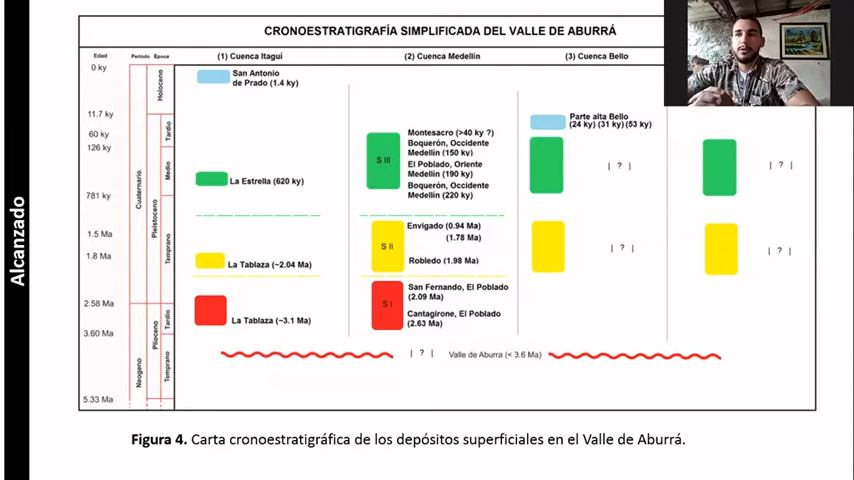 Alcanzado
CRONOESTRATIGRAFÍA SIMPLIFICADA DEL VALLE DE ABURRÁ
Edad
Período
Época
(1) Cuenca Itaguí
(2) Cuenca Medellín
(3) Cuenca Bello
0 ky
11.7 ky
60 ky
126 ky
781 ky
1.5 Ma
1.8 Ma
2.58 Ma
3.60 Ma
5.33 Ma
Cuaternario
Neogeno
Holoceno
Pleistoceno
Plioceno
Tardío
Medio
Temprano
Tardío
Temprano
San Antonio
de Prado (1.4 ky)
La Estrella (620 ky)
La Tablaza (~2.04 Ma)
La Tablaza (~3.1 Ma)
S III
Montesacro (>40 ky ?)
Boquerón, Occidente
Medellín (150 ky)
El Poblado, Oriente
Medellín (190 ky)
Boquerón, Occidente
Medellín (220 ky)
S II
Envigado (0.94 Ma)
(1.78 Ma)
Robledo (1.98 Ma)
S I
San Fernando, El Poblado
(2.09 Ma)
Cantagirone, El Poblado
(2.63 Ma)
Parte alta Bello
(24 ky) (31 ky) (53 ky)
| ? |
| ? |
| ? |
| ? |
| ? |
Valle de Aburra (< 3.6 Ma)
Figura 4. Carta cronoestratigráfica de los depósitos superficiales en el Valle de Aburrá.